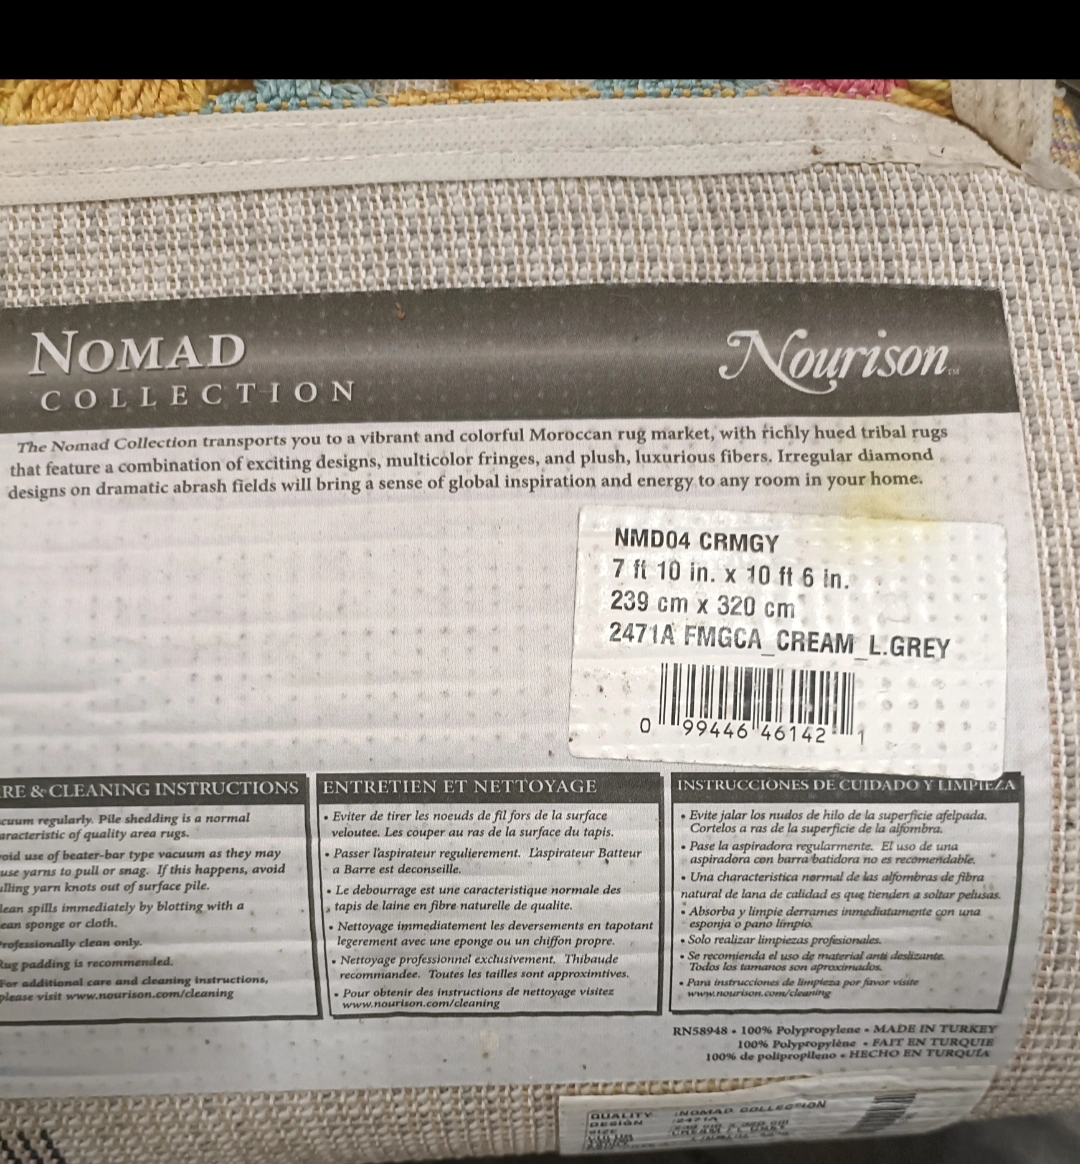 NOMAD
COLLECTION
Nourison™
The Nomad Collection transports you to a vibrant and colorful Moroccan rug market, with richly hued tribal rugs
that feature a combination of exciting designs, multicolor fringes, and plush, luxurious fibers. Irregular diamond
designs on dramatic abrash fields will bring a sense of global inspiration and energy to any room in your home.
NMD04 CRMGY
7 ft 10 in. x 10 ft 6 in.
239 cm x 320 cm
2471A FMGCA_CREAM_L.GREY
0 99446 46142 1
RE & CLEANING INSTRUCTIONS
cuum regularly. Pile shedding is a normal
aracteristic of quality area rugs.
oid use of beater-bar type vacuum as they may
use yarns to pull or snag. If this happens, avoid
lling yarn knots out of surface pile.
lean spills immediately by blotting with a
ean sponge or cloth.
rofessionally clean only.
Rug padding is recommended.
For additional care and cleaning instructions,
please visit www.nourison.com/cleaning
ENTRETIEN ET NETTOYAGE
• Eviter de tirer les noeuds de fil fors de la surface
veloutee. Les couper au ras de la surface du tapis.
• Passer l'aspirateur regulierement. L'aspirateur Batteur
a Barre est deconseille.
• Le debourrage est une caracteristique normale des
tapis de laine en fibre naturelle de qualite.
• Nettoyage immediatement les deversements en tapotant
legerement avec une eponge ou un chiffon propre.
• Nettoyage professionnel exclusivement. Thibaude
recommandee. Toutes les tailles sont approximtives.
• Pour obtenir des instructions de nettoyage visitez
www.nourison.com/cleaning
INSTRUCCIONES DE CUIDADO Y LIMPIEZA
• Evite jalar los nudos de hilo de la superficie afelpada.
Cortelos a ras de la superficie de la alfombra.
• Pase la aspiradora regularmente. El uso de una
aspiradora con barra batidora no es recomendable.
• Una characteristica normal de las alfombras de fibra
natural de lana de calidad es que tienden a soltar pelusas.
• Absorba y limpie derrames inmediatamente con una
esponja o pano limpio.
• Solo realizar limpiezas profesionales.
• Se recomienda el uso de material anti deslizante.
Todos los tamanos son aproximados.
• Para instrucciones de limpieza por favor visite
www.nourison.com/cleaning
RN58948 • 100% Polypropylene • MADE IN TURKEY
100% Polypropylène • FAIT EN TURQUIE
100% de polipropileno • HECHO EN TURQUÍA
QUALITY :NOMAD COLLECTION
DESIGN :2471A
SIZE